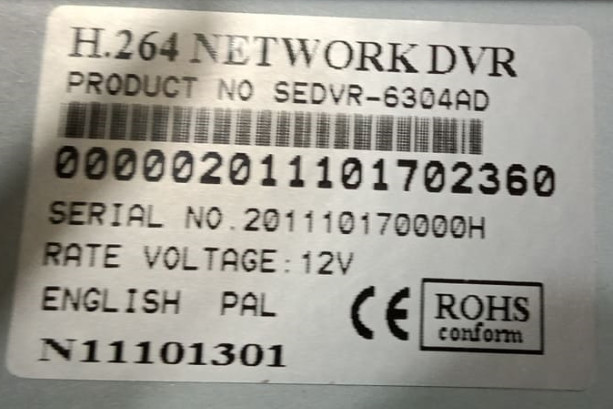 H.264 NETWORK DVR
PRODUCT NO SEDVR-6304AD
000002011101702360
SERIAL NO.201110170000H
RATE VOLTAGE:12V
ENGLISH PAL
CE
ROHS
conform
N11101301